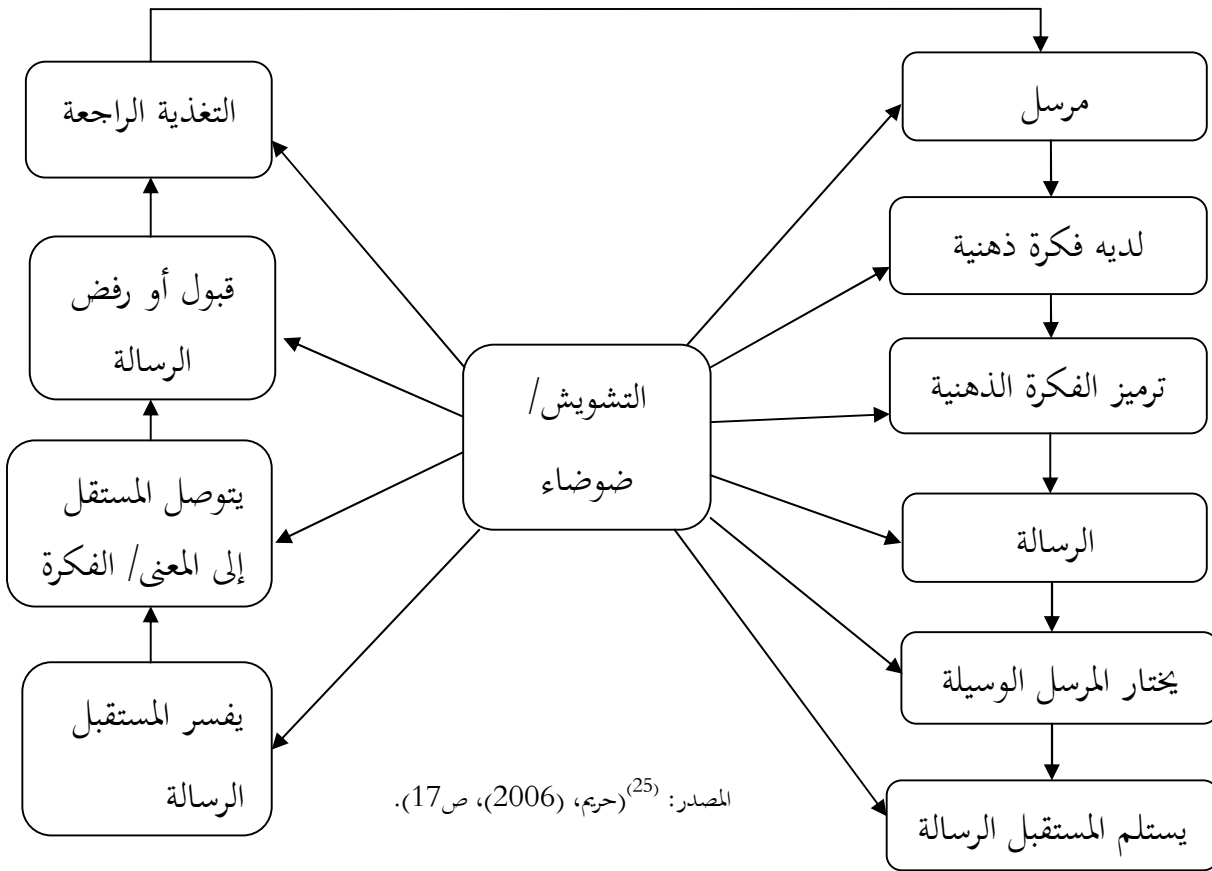 مرسل
لديه فكرة ذهنية
ترميز الفكرة الذهنية
الرسالة
يختار المرسل الوسيلة
يستلم المستقبل الرسالة
التشويش/
ضوضاء
التغذية الراجعة
قبول أو رفض
الرسالة
يتوصل المستقل
إلى المعنى/ الفكرة
يفسر المستقبل
الرسالة
المصدر: (25)(حريم، (2006)، ص17).